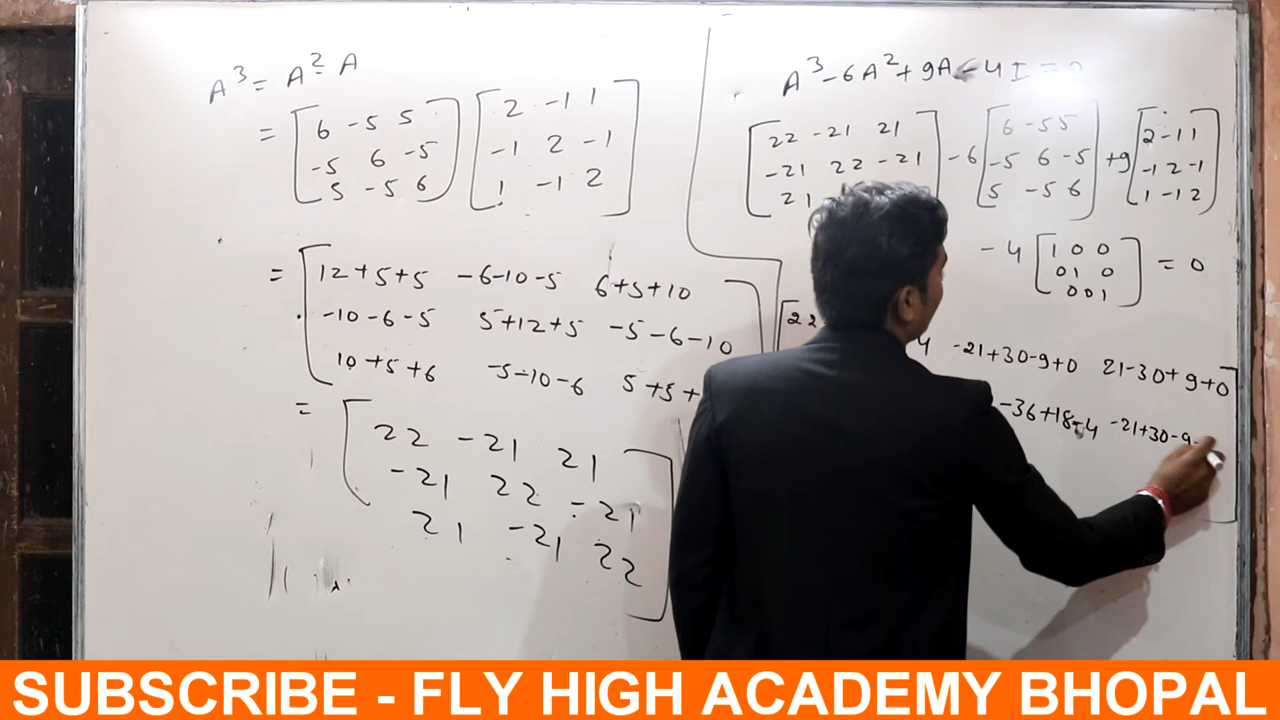 A³ = A² A
= [6 -5 5] [2 -1 1]
[-5 6 -5] [-1 2 -1]
[5 -5 6] [1 -1 2]
= [12+5+5 -6-10-5 6+5+10]
-10-6-5 5+12+5 -5-6-10
10+5+6 -5-10-6 5+5+
= [22 -21 21]
-21 22 -21
21 -21 22
A³-6A²+9A-4I=0
[22 -21 21] -6 [6 -5 5] +9 [2 -1 1]
-21 22 -21 -5 6 -5 -1 2 -1
21 5 -5 6 1 -1 2
-4 [1 0 0] = 0
0 1 0
0 0 1
[22 4 -21+30-9+0 21-30+9+0]
-36+18-4 -21+30-9
SUBSCRIBE - FLY HIGH ACADEMY BHOPAL